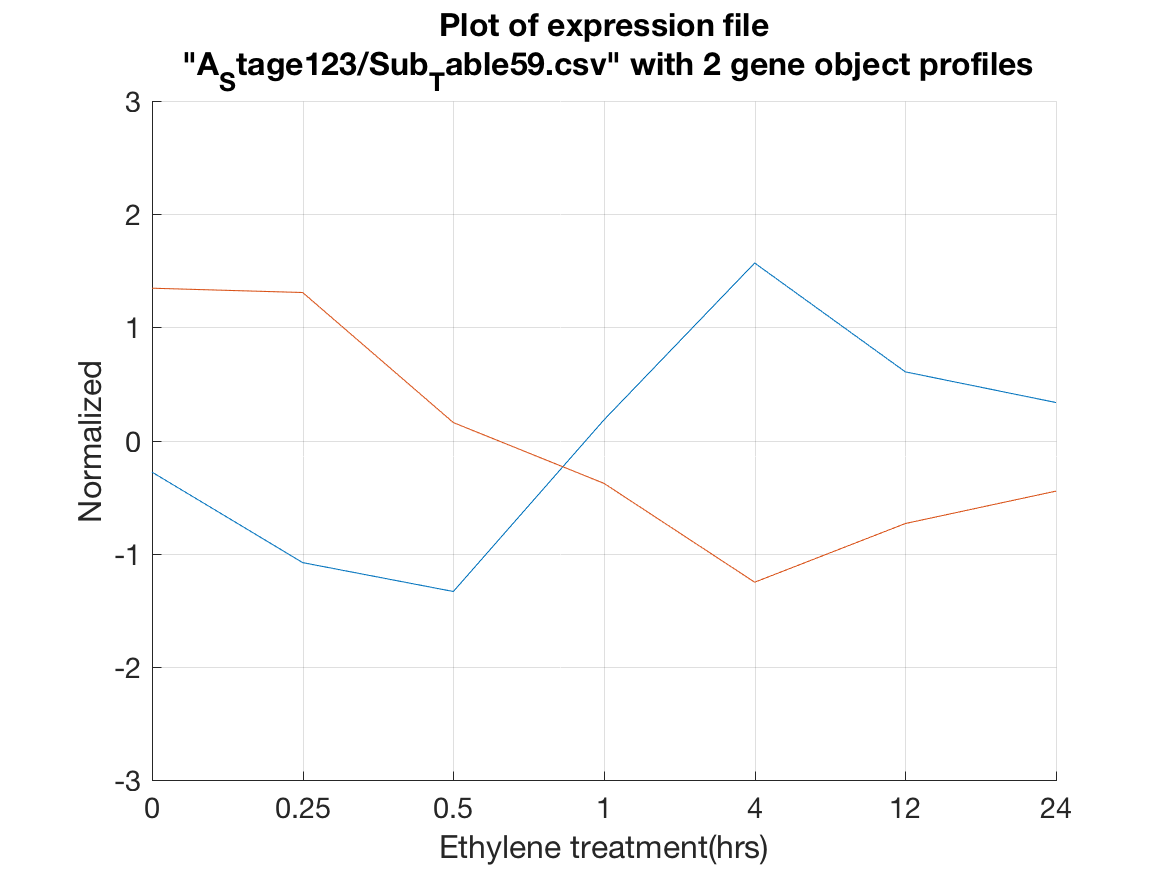 Plot of expression file
"A_Stage123/Sub_Table59.csv" with 2 gene object profiles
3
2
1
0
-1
-2
-3
Normalized
0 0.25 0.5 1 4 12 24
Ethylene treatment(hrs)